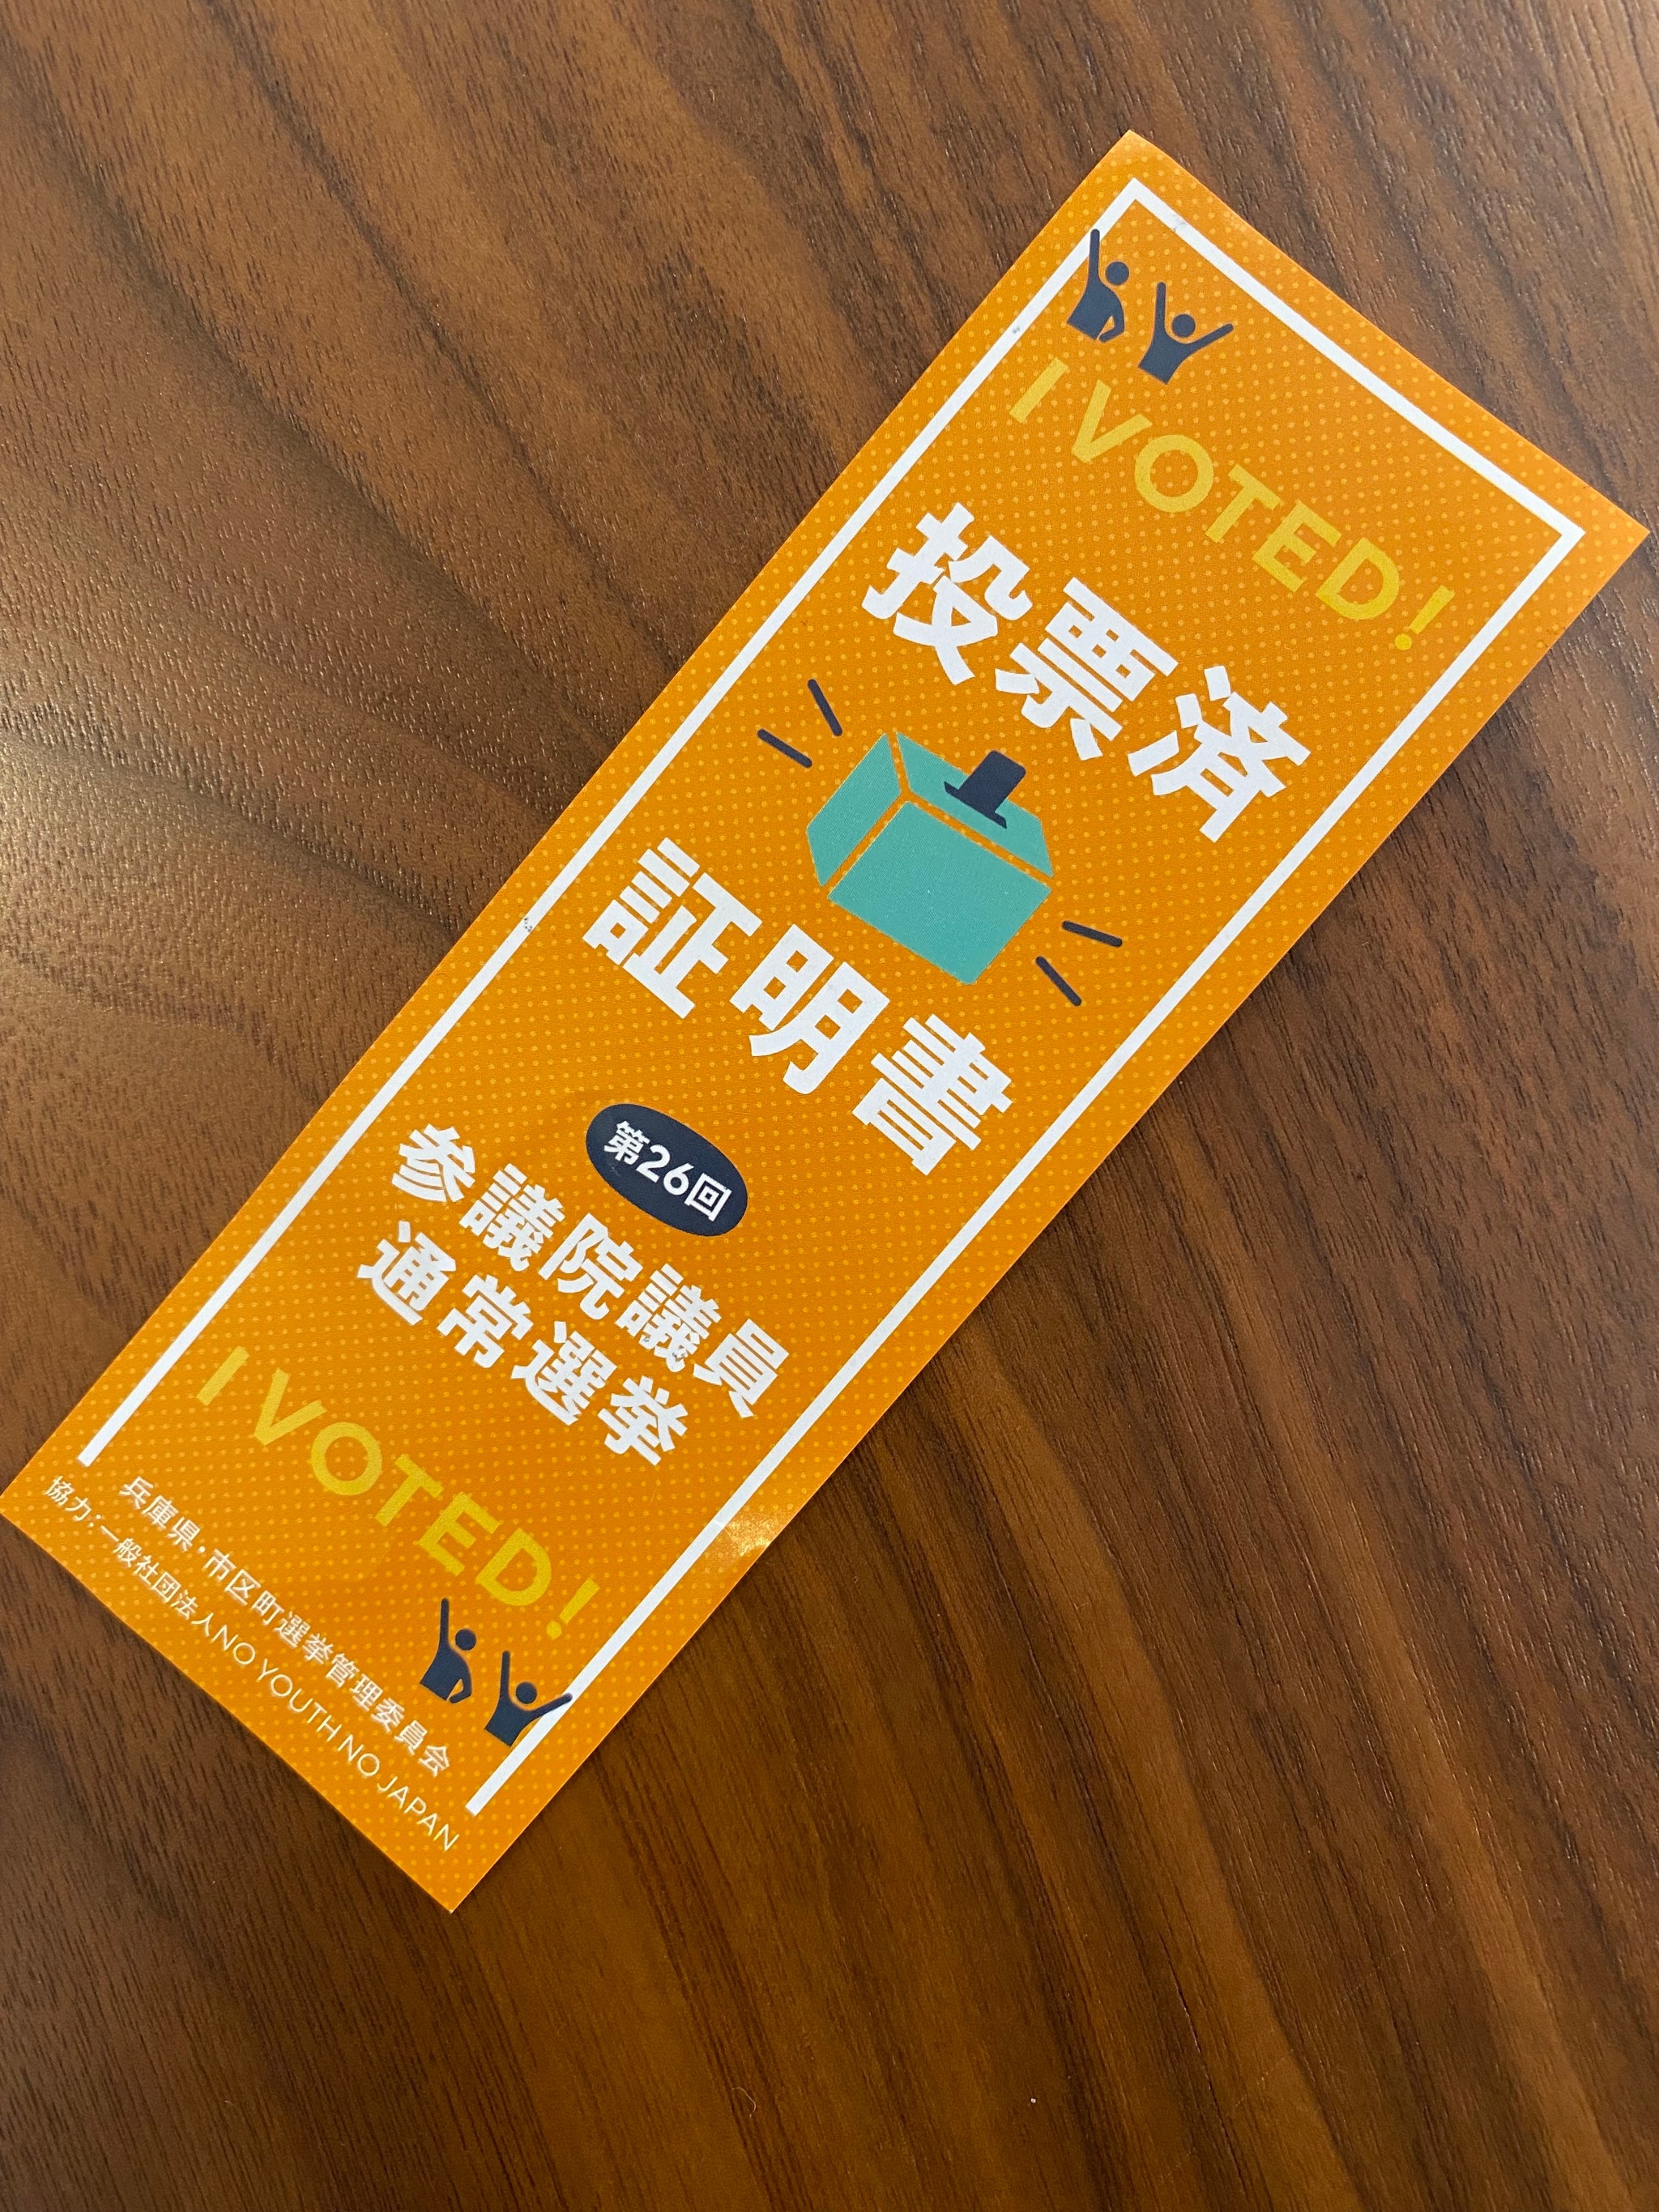 I VOTED!
投票済
証明書
第26回
参議院議員
通常選挙
I VOTED!
兵庫県・市区町選挙管理委員会
協力:一般社団法人NO YOUTH NO JAPAN